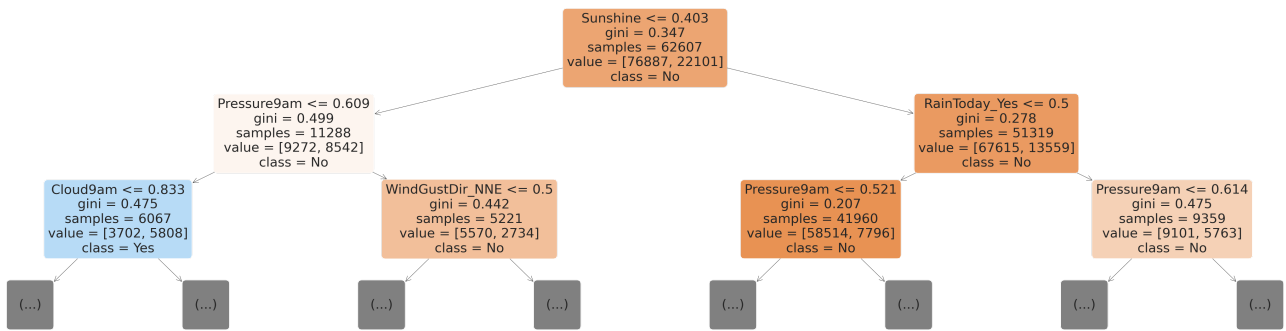 Sunshine <= 0.403
gini = 0.347
samples = 62607
value = [76887, 22101]
class = No
Pressure9am <= 0.609
gini = 0.499
samples = 11288
value = [9272, 8542]
class = No
RainToday_Yes <= 0.5
gini = 0.278
samples = 51319
value = [67615, 13559]
class = No
Cloud9am <= 0.833
gini = 0.475
samples = 6067
value = [3702, 5808]
class = Yes
WindGustDir_NNE <= 0.5
gini = 0.442
samples = 5221
value = [5570, 2734]
class = No
Pressure9am <= 0.521
gini = 0.207
samples = 41960
value = [58514, 7796]
class = No
Pressure9am <= 0.614
gini = 0.475
samples = 9359
value = [9101, 5763]
class = No
(...)
(...)
(...)
(...)
(...)
(...)
(...)
(...)